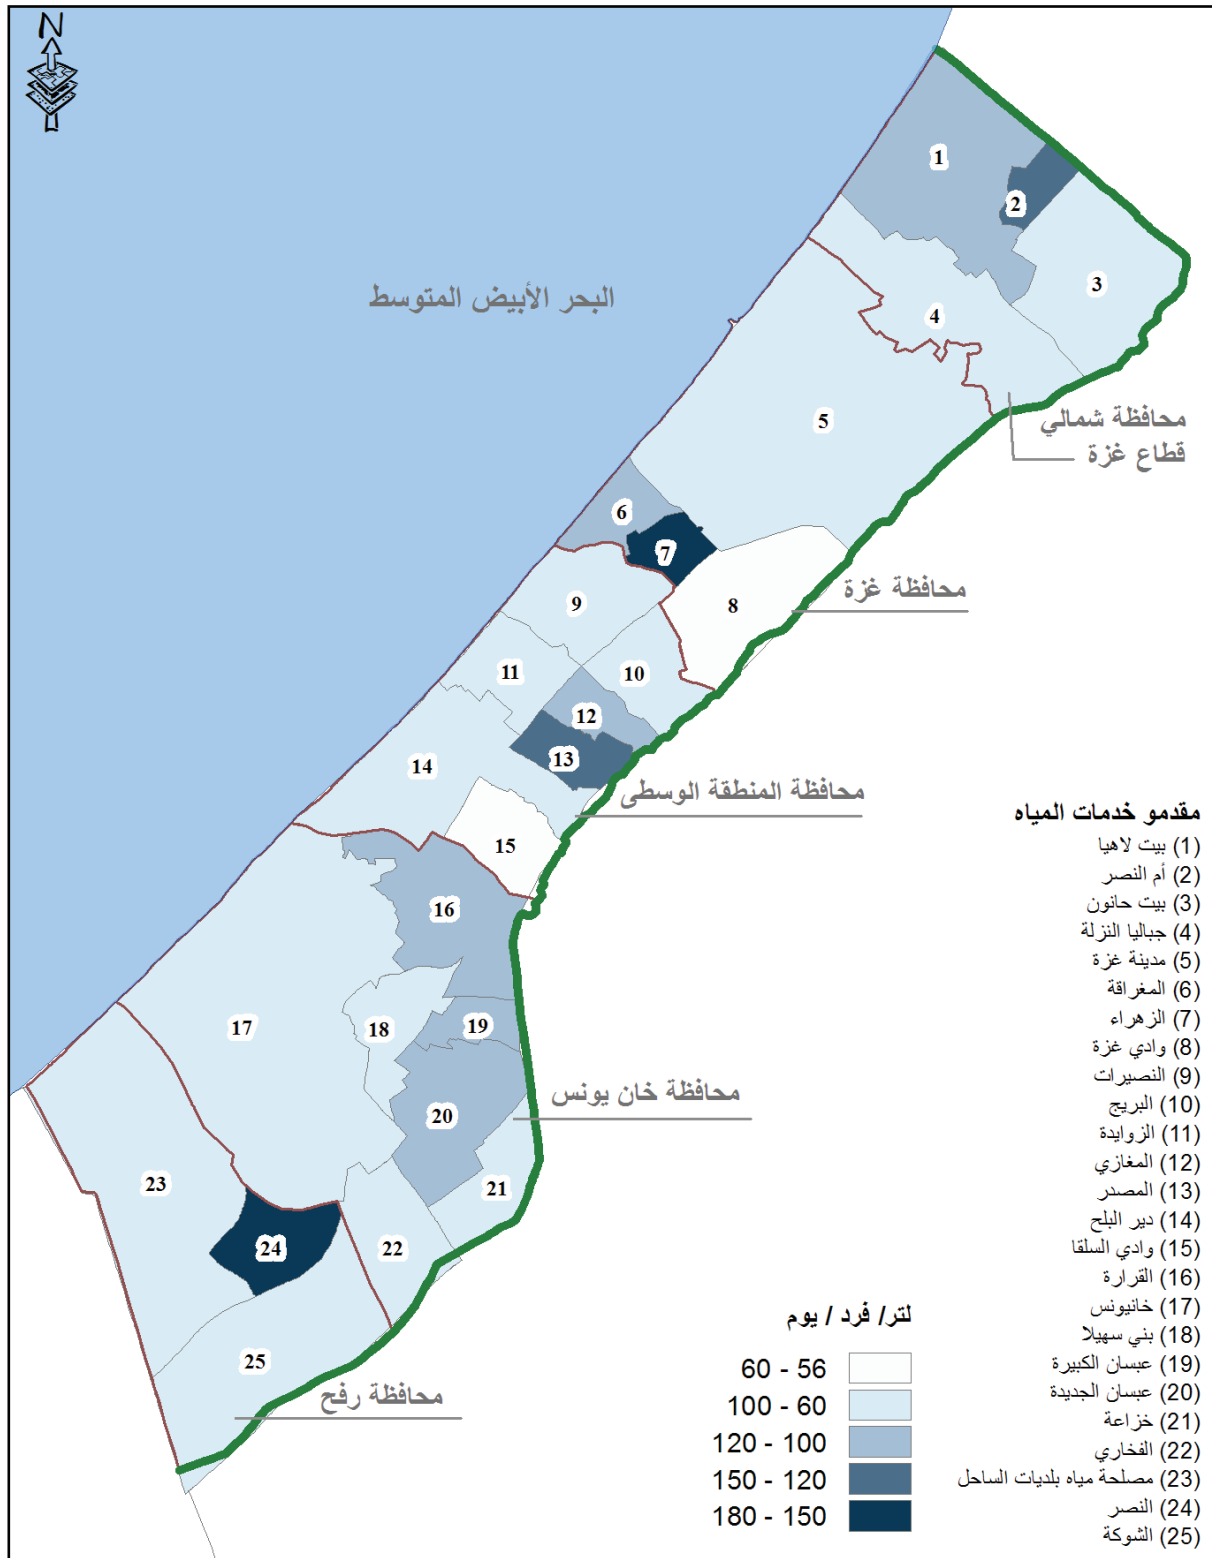 N
1
2
3
البحر الأبيض المتوسط
4
5
محافظة شمالي
قطاع غزة
6
7
8
محافظة غزة
9
10
11
12
13
14
محافظة المنطقة الوسطى
15
16
17
18
19
محافظة خان يونس
20
21
22
23
24
25
محافظة رفح
مقدمو خدمات المياه
(1) بيت لاهيا
(2) أم النصر
(3) بيت حانون
(4) جباليا النزلة
(5) مدينة غزة
(6) المغراقة
(7) الزهراء
(8) وادي غزة
(9) النصيرات
(10) البريج
(11) الزوايدة
(12) المغازي
(13) المصدر
(14) دير البلح
(15) وادي السلقا
(16) القرارة
(17) خانيونس
(18) بني سهيلا
(19) عبسان الكبيرة
(20) عبسان الجديدة
(21) خزاعة
(22) الفخاري
(23) مصلحة مياه بلديات الساحل
(24) النصر
(25) الشوكة
لتر/ فرد / يوم
60 - 56
100 - 60
120 - 100
150 - 120
180 - 150